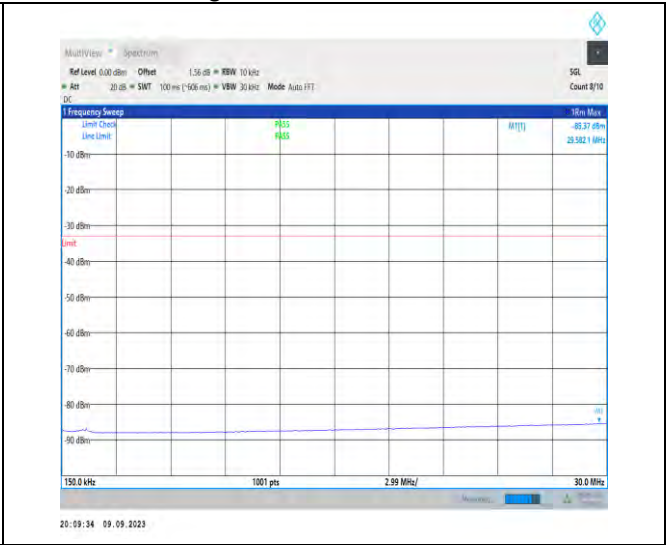 MultiView Spectrum
Ref Level 0.00 dBm Offset 1.56 dB RBW 10 kHz SGL
Att 20 dB SWT 100 ms (~606 ms) VBW 30 kHz Mode Auto FFT Count 8/10
DC
1 Frequency Sweep 1Rm Max
Limit Check PASS M1[1] -85.37 dBm
Line Limit PASS 29.582 1 MHz
-10 dBm
-20 dBm
-30 dBm
Limit
-40 dBm
-50 dBm
-60 dBm
-70 dBm
-80 dBm
M1
-90 dBm
150.0 kHz 1001 pts 2.99 MHz/ 30.0 MHz
20:09:34 09.09.2023